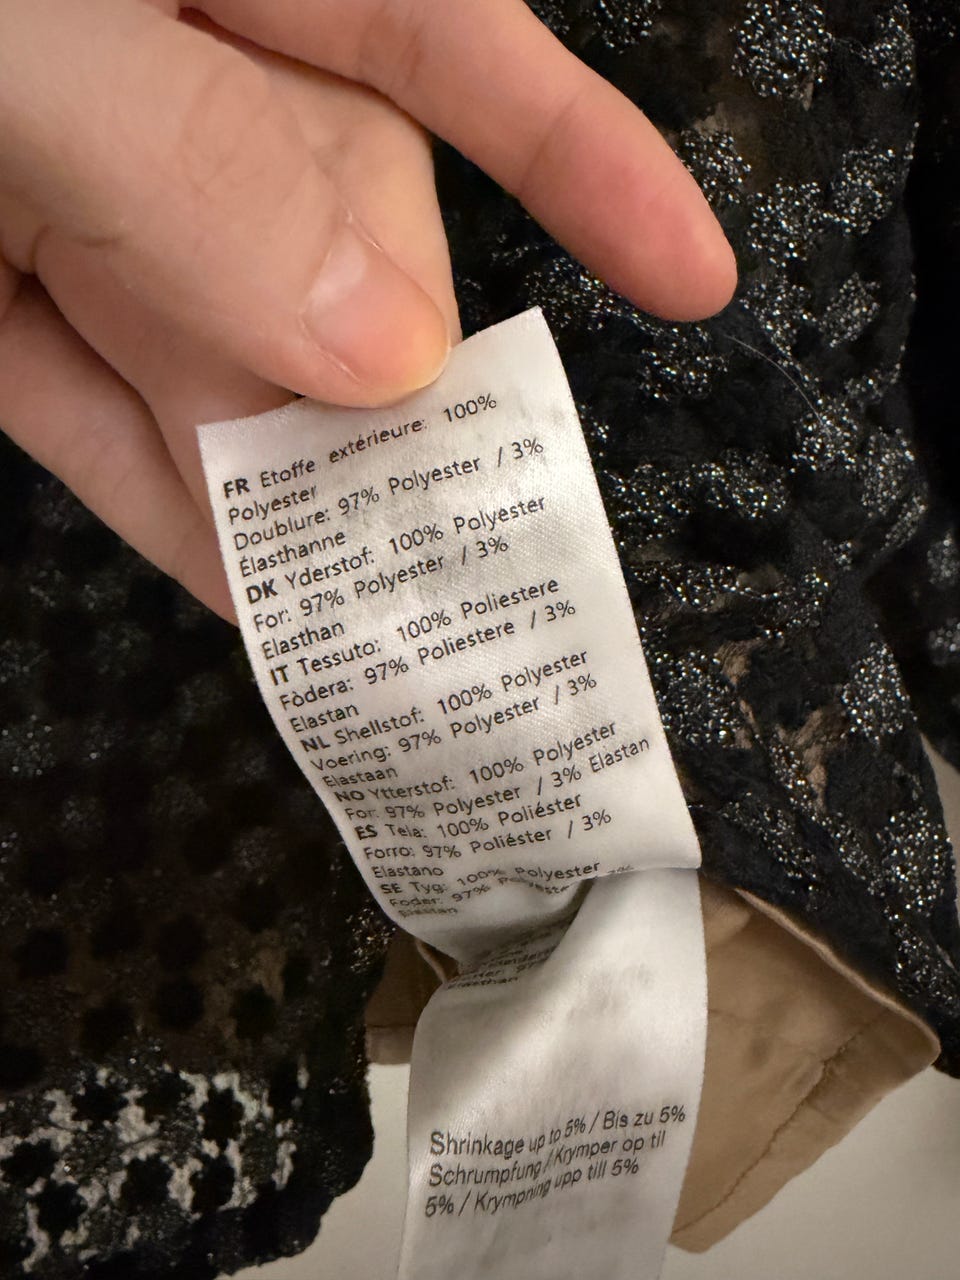 FR Etoffe extérieure: 100%
Polyester
Doublure: 97% Polyester / 3%
Élasthanne
DK Yderstof: 100% Polyester
For: 97% Polyester / 3%
Elasthan
IT Tessuto: 100% Poliestere
Fòdera: 97% Poliestere / 3%
Elastan
NL Shellstof: 100% Polyester
Voering: 97% Polyester / 3%
Elastaan
NO Ytterstof: 100% Polyester
For: 97% Polyester / 3% Elastan
ES Tela: 100% Poliéster
Forro: 97% Poliéster / 3%
Elastano
SE Tyg: 100% Polyester
Foder: 97% Polyester
Elastan
Shrinkage up to 5% / Bis zu 5%
Schrumpfung / Krymper op til
5% / Krympning upp till 5%